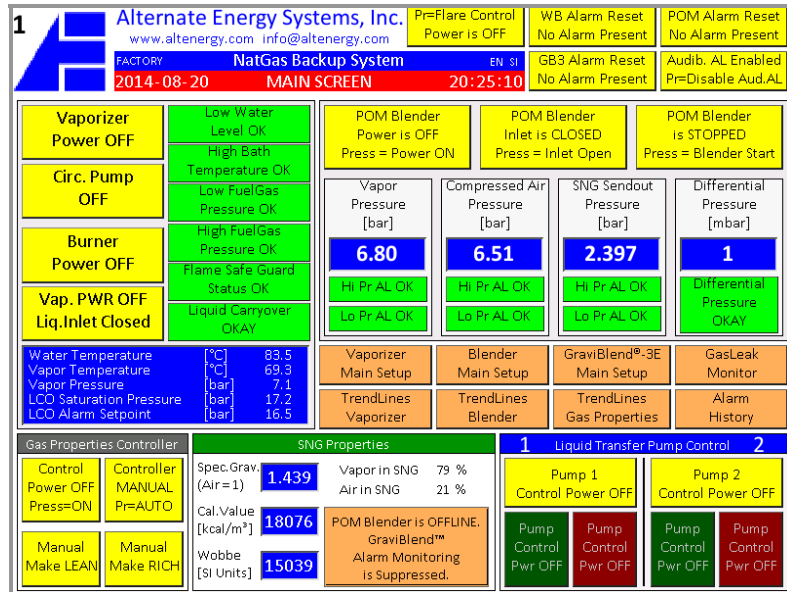 1
Alternate Energy Systems, Inc.
www.altenergy.com info@altenergy.com
FACTORY NatGas Backup System EN SI
2014-08-20 MAIN SCREEN 20:25:10
Pr=Flare Control
Power is OFF
WB Alarm Reset
No Alarm Present
POM Alarm Reset
No Alarm Present
GB3 Alarm Reset
No Alarm Present
Audib. AL Enabled
Pr=Disable Aud.AL
Vaporizer
Power OFF
Circ. Pump
OFF
Burner
Power OFF
Vap. PWR OFF
Liq.Inlet Closed
Low Water
Level OK
High Bath
Temperature OK
Low FuelGas
Pressure OK
High FuelGas
Pressure OK
Flame Safe Guard
Status OK
Liquid Carryover
OKAY
Water Temperature [°C] 83.5
Vapor Temperature [°C] 69.3
Vapor Pressure [bar] 7.1
LCO Saturation Pressure [bar] 17.2
LCO Alarm Setpoint [bar] 16.5
POM Blender
Power is OFF
Press = Power ON
POM Blender
Inlet is CLOSED
Press = Inlet Open
POM Blender
is STOPPED
Press = Blender Start
Vapor
Pressure
[bar]
6.80
Hi Pr AL OK
Lo Pr AL OK
Compressed Air
Pressure
[bar]
6.51
Hi Pr AL OK
Lo Pr AL OK
SNG Sendout
Pressure
[bar]
2.397
Hi Pr AL OK
Lo Pr AL OK
Differential
Pressure
[mbar]
1
Differential
Pressure
OKAY
Vaporizer
Main Setup
Blender
Main Setup
GraviBlend®-3E
Main Setup
GasLeak
Monitor
TrendLines
Vaporizer
TrendLines
Blender
TrendLines
Gas Properties
Alarm
History
Gas Properties Controller
Control
Power OFF
Press=ON
Controller
MANUAL
Pr=AUTO
Manual
Make LEAN
Manual
Make RICH
SNG Properties
Spec.Grav.
(Air=1)
1.439
Vapor in SNG 79 %
Air in SNG 21 %
Cal.Value
[kcal/m³]
18076
Wobbe
[SI Units]
15039
POM Blender is OFFLINE.
GraviBlend™
Alarm Monitoring
is Suppressed.
1 Liquid Transfer Pump Control 2
Pump 1
Control Power OFF
Pump 2
Control Power OFF
Pump
Control
Pwr OFF
Pump
Control
Pwr OFF
Pump
Control
Pwr OFF
Pump
Control
Pwr OFF